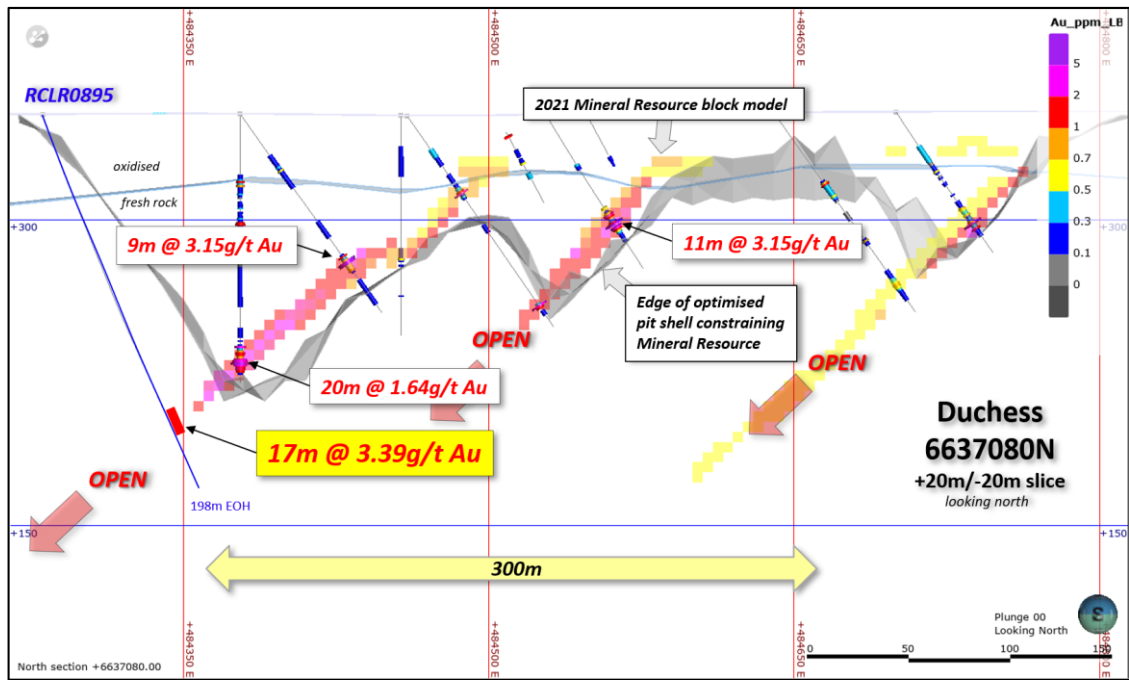 +484350 E
+484500 E
+484650 E
+484800 E
Au_ppm_LB
5
2
1
0.7
0.5
0.3
0.1
0
RCLR0895
2021 Mineral Resource block model
oxidised
fresh rock
+300
+300
9m @ 3.15g/t Au
11m @ 3.15g/t Au
Edge of optimised
pit shell constraining
Mineral Resource
OPEN
OPEN
20m @ 1.64g/t Au
17m @ 3.39g/t Au
OPEN
198m EOH
Duchess
6637080N
+20m/-20m slice
looking north
+150
+150
300m
Plunge 00
Looking North
S
0
50
100
150
North section +6637080.00
+484350 E
+484500 E
+484650 E
+484800 E